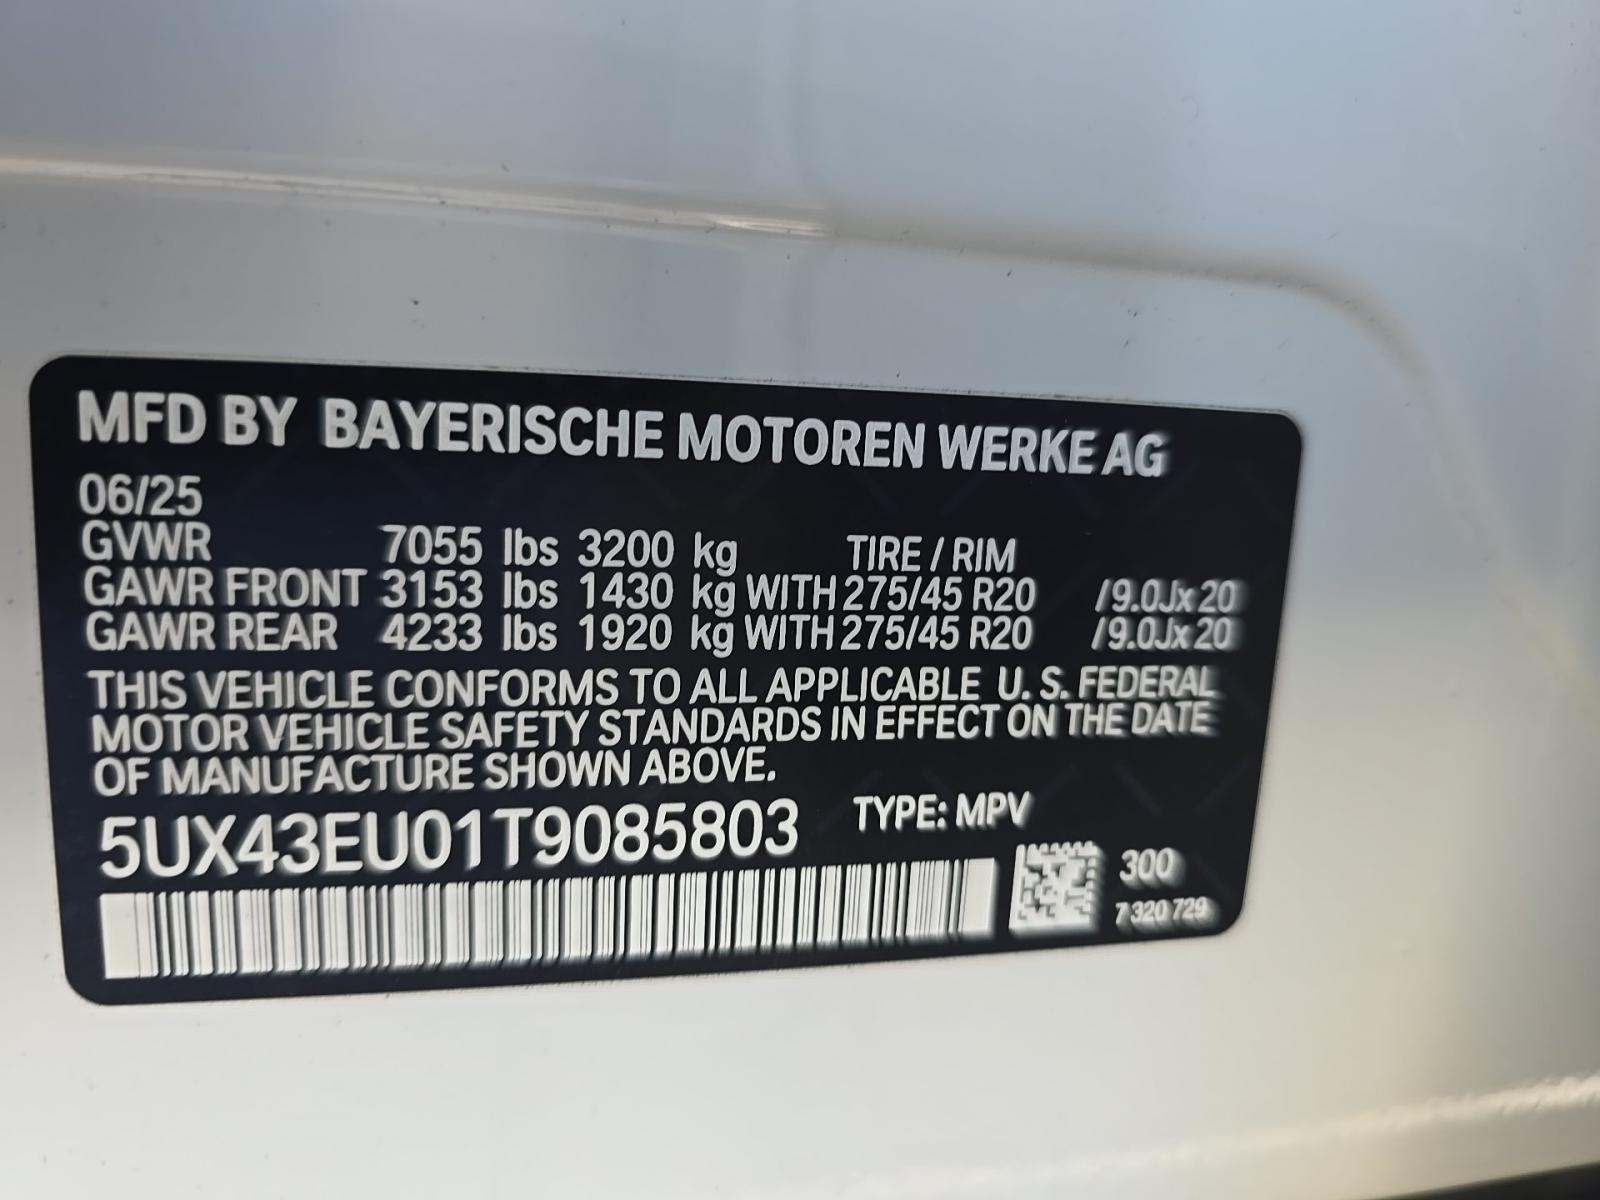 MFD BY BAYERISCHE MOTOREN WERKE AG
06/25
GVWR 7055 lbs 3200 kg TIRE / RIM
GAWR FRONT 3153 lbs 1430 kg WITH 275/45 R20 /9.0Jx20
GAWR REAR 4233 lbs 1920 kg WITH 275/45 R20 /9.0Jx20
THIS VEHICLE CONFORMS TO ALL APPLICABLE U. S. FEDERAL
MOTOR VEHICLE SAFETY STANDARDS IN EFFECT ON THE DATE
OF MANUFACTURE SHOWN ABOVE.
5UX43EU01T9085803 TYPE: MPV
300
7 320 729